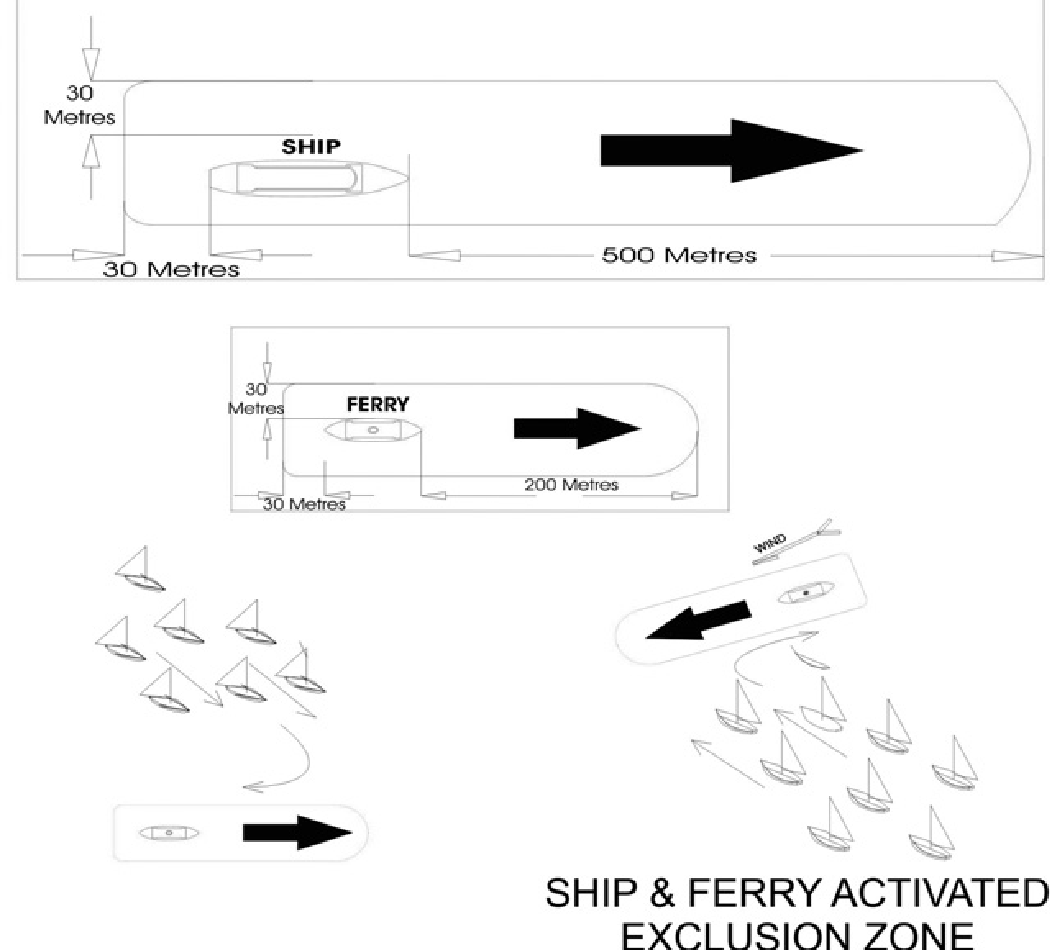 30
Metres
SHIP
500 Metres
30 Metres
30
Metres
FERRY
200 Metres
30 Metres
WIND
SHIP & FERRY ACTIVATED
EXCLUSION ZONE